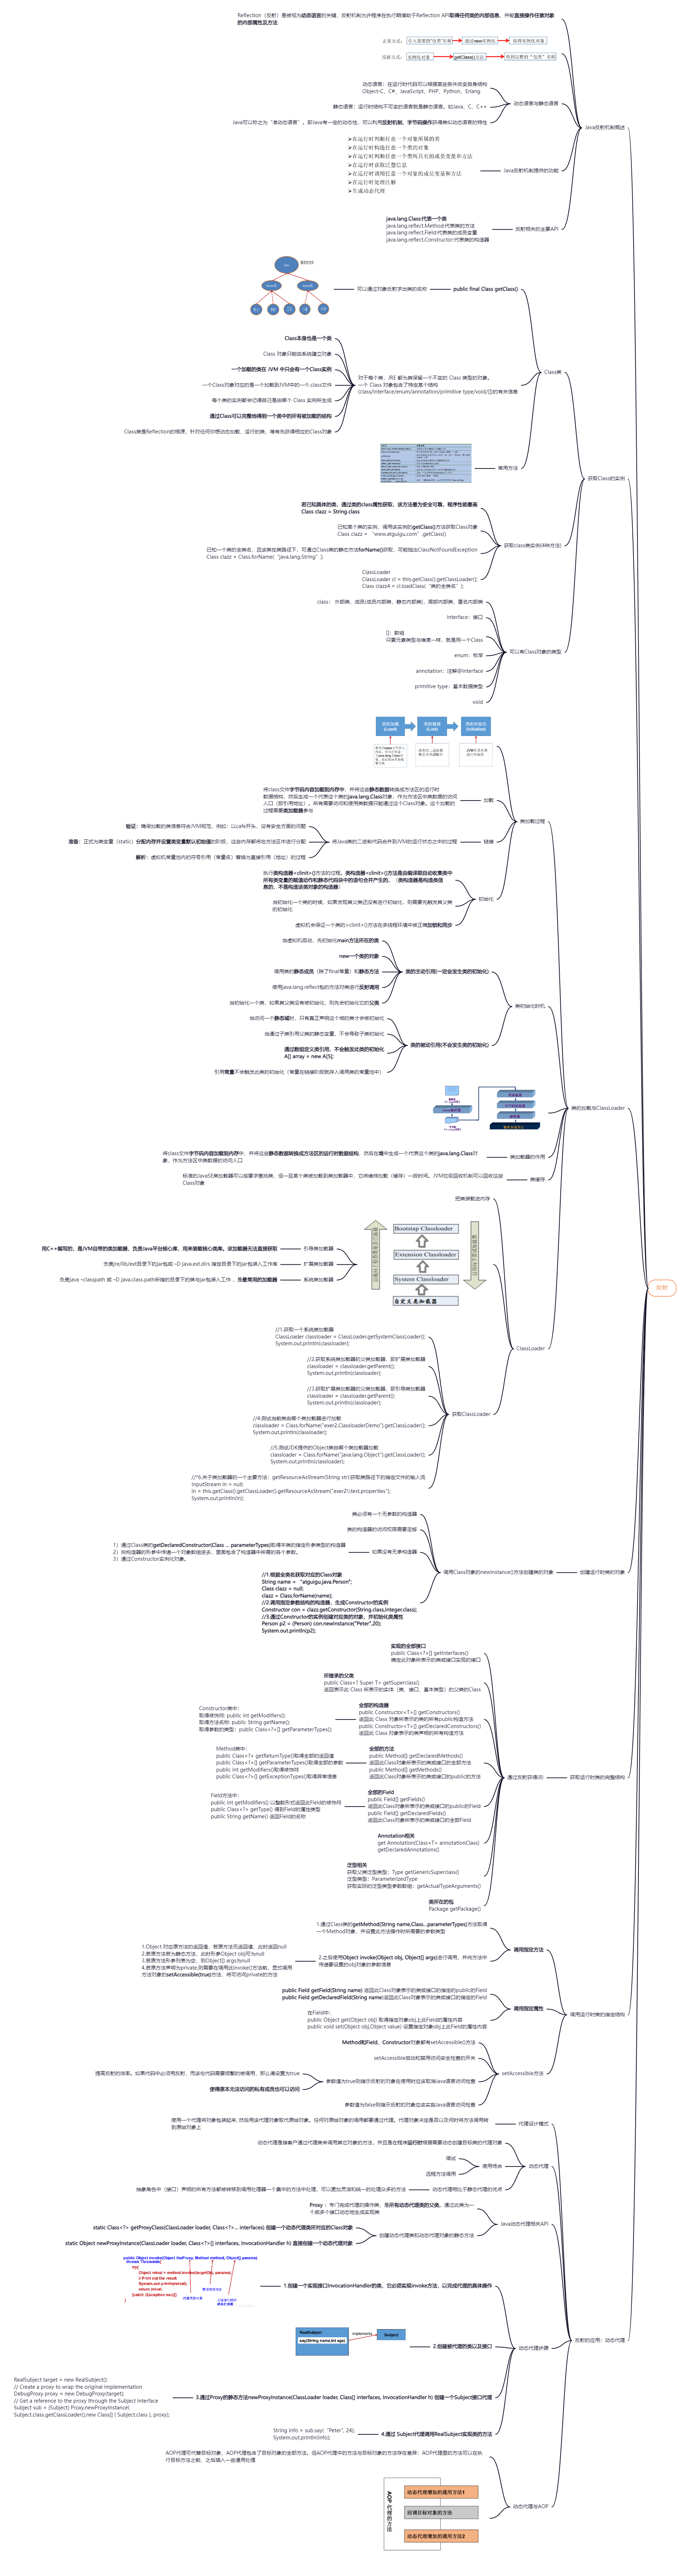 反射
Java反射机制概述
Reflection（反射）是被视为动态语言的关键，反射机制允许程序在执行期借助于Reflection API取得任何类的内部信息，并能直接操作任意对象
的内部属性及方法
正常方式：
引入需要的“包类”名称
通过new实例化
取得实例化对象
反射方式：
实例化对象
getClass()方法
得到完整的“包类”名称
动态语言与静态语言
动态语言：在运行时代码可以根据某些条件改变自身结构
Object-C、C#、JavaScript、PHP、Python、Erlang
静态语言：运行时结构不可变的语言就是静态语言。如Java、C、C++
Java可以称之为“准动态语言”。即Java有一定的动态性，可以利用反射机制、字节码操作获得类似动态语言的特性
Java反射机制提供的功能
➢在运行时判断任意一个对象所属的类
➢在运行时构造任意一个类的对象
➢在运行时判断任意一个类所具有的成员变量和方法
➢在运行时获取泛型信息
➢在运行时调用任意一个对象的成员变量和方法
➢在运行时处理注解
➢生成动态代理
反射相关的主要API
java.lang.Class:代表一个类
java.lang.reflect.Method:代表类的方法
java.lang.reflect.Field:代表类的成员变量
java.lang.reflect.Constructor:代表类的构造器
获取Class的实例
Class类
public final Class getClass()
可以通过对象反射求出类的名称
对于每个类，JRE 都为其保留一个不变的 Class 类型的对象。
一个 Class 对象包含了特定某个结构
(class/interface/enum/annotation/primitive type/void/[])的有关信息
Class本身也是一个类
Class 对象只能由系统建立对象
一个加载的类在 JVM 中只会有一个Class实例
一个Class对象对应的是一个加载到JVM中的一个.class文件
每个类的实例都会记得自己是由哪个 Class 实例所生成
通过Class可以完整地得到一个类中的所有被加载的结构
Class类是Reflection的根源，针对任何你想动态加载、运行的类，唯有先获得相应的Class对象
常用方法
获取class类实例(4种方法)
若已知具体的类，通过类的class属性获取，该方法最为安全可靠，程序性能最高
Class clazz = String.class
已知某个类的实例，调用该实例的getClass()方法获取Class对象
Class clazz = “www.atguigu”.getClass()
已知一个类的全类名，且该类在类路径下，可通过Class类的静态方法forName()获取，可能抛出ClassNotFoundException
Class clazz = Class.forName(“java.lang.String”);
ClassLoader
ClassLoader cl = this.getClass().getClassLoader();
Class clazz4 = cl.loadClass(“类的全类名”);
可以有Class对象的类型
class： 外部类，成员(成员内部类，静态内部类)，局部内部类，匿名内部类
interface：接口
[]：数组
只要元素类型与维度一样，就是同一个Class
enum：枚举
annotation：注解@interface
primitive type：基本数据类型
void
类的加载与ClassLoader
类加载过程
类的加载
(Load)
类的链接
(Link)
类的初始化
(Initialize)
加载
将class文件字节码内容加载到内存中，并将这些静态数据转换成方法区的运行时
数据结构，然后生成一个代表这个类的java.lang.Class对象，作为方法区中类数据的访问
入口（即引用地址）。所有需要访问和使用类数据只能通过这个Class对象。这个加载的
过程需要类加载器参与
链接
将Java类的二进制代码合并到JVM的运行状态之中的过程
验证：确保加载的类信息符合JVM规范，例如：以cafe开头，没有安全方面的问题
准备：正式为类变量（static）分配内存并设置类变量默认初始值的阶段，这些内存都将在方法区中进行分配
解析：虚拟机常量池内的符号引用（常量名）替换为直接引用（地址）的过程
初始化
执行类构造器<clinit>()方法的过程。类构造器<clinit>()方法是由编译期自动收集类中
所有类变量的赋值动作和静态代码块中的语句合并产生的。（类构造器是构造类信
息的，不是构造该类对象的构造器）
当初始化一个类的时候，如果发现其父类还没有进行初始化，则需要先触发其父类
的初始化
虚拟机会保证一个类的<clinit>()方法在多线程环境中被正确加锁和同步
类初始化时机
类的主动引用(一定会发生类的初始化)
当虚拟机启动，先初始化main方法所在的类
new一个类的对象
调用类的静态成员（除了final常量）和静态方法
使用java.lang.reflect包的方法对类进行反射调用
当初始化一个类，如果其父类没有被初始化，则先会初始化它的父类
类的被动引用(不会发生类的初始化)
当访问一个静态域时，只有真正声明这个域的类才会被初始化
当通过子类引用父类的静态变量，不会导致子类初始化
通过数组定义类引用，不会触发此类的初始化
A[] array = new A[5];
引用常量不会触发此类的初始化（常量在链接阶段就存入调用类的常量池中）
类加载器的作用
将class文件字节码内容加载到内存中，并将这些静态数据转换成方法区的运行时数据结构，然后在堆中生成一个代表这个类的java.lang.Class对
象，作为方法区中类数据的访问入口
类缓存
标准的JavaSE类加载器可以按要求查找类，但一旦某个类被加载到类加载器中，它将维持加载（缓存）一段时间。JVM垃圾回收机制可以回收这些
Class对象
ClassLoader
把类装载进内存
Bootstap Classloader
Extension Classloader
System Classloader
自定义类加载器
引导类加载器
用C++编写的，是JVM自带的类加载器，负责Java平台核心库，用来装载核心类库。该加载器无法直接获取
扩展类加载器
负责jre/lib/ext目录下的jar包或 –D java.ext.dirs 指定目录下的jar包装入工作库
系统类加载器
负责java –classpath 或 –D java.class.path所指的目录下的类与jar包装入工作，是最常用的加载器
获取ClassLoader
//1.获取一个系统类加载器
ClassLoader classloader = ClassLoader.getSystemClassLoader();
System.out.println(classloader);
//2.获取系统类加载器的父类加载器，即扩展类加载器
classloader = classloader.getParent();
System.out.println(classloader);
//3.获取扩展类加载器的父类加载器，即引导类加载器
classloader = classloader.getParent();
System.out.println(classloader);
//4.测试当前类由哪个类加载器进行加载
classloader = Class.forName("exer2.ClassloaderDemo").getClassLoader();
System.out.println(classloader);
//5.测试JDK提供的Object类由哪个类加载器加载
classloader = Class.forName("java.lang.Object").getClassLoader();
System.out.println(classloader);
//*6.关于类加载器的一个主要方法：getResourceAsStream(String str):获取类路径下的指定文件的输入流
InputStream in = null;
in = this.getClass().getClassLoader().getResourceAsStream("exer2\\test.properties");
System.out.println(in);
创建运行时类的对象
调用Class对象的newInstance()方法创建类的对象
类必须有一个无参数的构造器
类的构造器的访问权限需要足够
如果没有无参构造器
1）通过Class类的getDeclaredConstructor(Class … parameterTypes)取得本类的指定形参类型的构造器
2）向构造器的形参中传递一个对象数组进去，里面包含了构造器中所需的各个参数。
3）通过Constructor实例化对象。
//1.根据全类名获取对应的Class对象
String name = “atguigu.java.Person";
Class clazz = null;
clazz = Class.forName(name);
//2.调用指定参数结构的构造器，生成Constructor的实例
Constructor con = clazz.getConstructor(String.class,Integer.class);
//3.通过Constructor的实例创建对应类的对象，并初始化类属性
Person p2 = (Person) con.newInstance("Peter",20);
System.out.println(p2);
获取运行时类的完整结构
通过反射获得(8)
实现的全部接口
public Class<?>[] getInterfaces()
确定此对象所表示的类或接口实现的接口
所继承的父类
public Class<? Super T> getSuperclass()
返回表示此 Class 所表示的实体（类、接口、基本类型）的父类的Class
全部的构造器
public Constructor<T>[] getConstructors()
返回此 Class 对象所表示的类的所有public构造方法
public Constructor<T>[] getDeclaredConstructors()
返回此 Class 对象表示的类声明的所有构造方法
Constructor类中：
取得修饰符: public int getModifiers();
取得方法名称: public String getName();
取得参数的类型：public Class<?>[] getParameterTypes();
全部的方法
public Method[] getDeclaredMethods()
返回此Class对象所表示的类或接口的全部方法
public Method[] getMethods()
返回此Class对象所表示的类或接口的public的方法
Method类中：
public Class<?> getReturnType()取得全部的返回值
public Class<?>[] getParameterTypes()取得全部的参数
public int getModifiers()取得修饰符
public Class<?>[] getExceptionTypes()取得异常信息
全部的Field
public Field[] getFields()
返回此Class对象所表示的类或接口的public的Field
public Field[] getDeclaredFields()
返回此Class对象所表示的类或接口的全部Field
Field方法中：
public int getModifiers() 以整数形式返回此Field的修饰符
public Class<?> getType() 得到Field的属性类型
public String getName() 返回Field的名称
Annotation相关
get Annotation(Class<T> annotationClass)
getDeclaredAnnotations()
泛型相关
获取父类泛型类型：Type getGenericSuperclass()
泛型类型：ParameterizedType
获取实际的泛型类型参数数组：getActualTypeArguments()
类所在的包
Package getPackage()
调用运行时类的指定结构
调用指定方法
1.通过Class类的getMethod(String name,Class…parameterTypes)方法取得
一个Method对象，并设置此方法操作时所需要的参数类型
2.之后使用Object invoke(Object obj, Object[] args)进行调用，并向方法中
传递要设置的obj对象的参数信息
1.Object 对应原方法的返回值，若原方法无返回值，此时返回null
2.若原方法若为静态方法，此时形参Object obj可为null
3.若原方法形参列表为空，则Object[] args为null
4.若原方法声明为private,则需要在调用此invoke()方法前，显式调用
方法对象的setAccessible(true)方法，将可访问private的方法
调用指定属性
public Field getField(String name) 返回此Class对象表示的类或接口的指定的public的Field
public Field getDeclaredField(String name)返回此Class对象表示的类或接口的指定的Field
在Field中：
public Object get(Object obj) 取得指定对象obj上此Field的属性内容
public void set(Object obj,Object value) 设置指定对象obj上此Field的属性内容
setAccessible方法
Method和Field、Constructor对象都有setAccessible()方法
setAccessible启动和禁用访问安全检查的开关
参数值为true则指示反射的对象在使用时应该取消Java语言访问检查
提高反射的效率。如果代码中必须用反射，而该句代码需要频繁的被调用，那么请设置为true
使得原本无法访问的私有成员也可以访问
参数值为false则指示反射的对象应该实施Java语言访问检查
反射的应用：动态代理
代理设计模式
使用一个代理将对象包装起来, 然后用该代理对象取代原始对象。任何对原始对象的调用都要通过代理。代理对象决定是否以及何时将方法调用转
到原始对象上
动态代理
动态代理是指客户通过代理类来调用其它对象的方法，并且是在程序运行时根据需要动态创建目标类的代理对象
使用场合
调试
远程方法调用
动态代理相比于静态代理的优点
抽象角色中（接口）声明的所有方法都被转移到调用处理器一个集中的方法中处理，可以更加灵活和统一的处理众多的方法
Java动态代理相关API
Proxy ：专门完成代理的操作类，是所有动态代理类的父类。通过此类为一
个或多个接口动态地生成实现类
创建动态代理类和动态代理对象的静态方法
static Class<?> getProxyClass(ClassLoader loader, Class<?>... interfaces) 创建一个动态代理类所对应的Class对象
static Object newProxyInstance(ClassLoader loader, Class<?>[] interfaces, InvocationHandler h) 直接创建一个动态代理对象
动态代理步骤
1.创建一个实现接口InvocationHandler的类，它必须实现invoke方法，以完成代理的具体操作
public Object invoke(Object theProxy, Method method, Object[] params)
throws Throwable{
try{
Object retval = method.invoke(targetObj, params);
// Print out the result
System.out.println(retval);
return retval;
}catch (Exception exc){}
}
2.创建被代理的类以及接口
RealSubject
say(String name,int age)
implements
Subject
3.通过Proxy的静态方法newProxyInstance(ClassLoader loader, Class[] interfaces, InvocationHandler h) 创建一个Subject接口代理
RealSubject target = new RealSubject();
// Create a proxy to wrap the original implementation
DebugProxy proxy = new DebugProxy(target);
// Get a reference to the proxy through the Subject interface
Subject sub = (Subject) Proxy.newProxyInstance(
Subject.class.getClassLoader(),new Class[] { Subject.class }, proxy);
4.通过 Subject代理调用RealSubject实现类的方法
String info = sub.say(“Peter", 24);
System.out.println(info);
动态代理与AOP
AOP代理可代替目标对象，AOP代理包含了目标对象的全部方法。但AOP代理中的方法与目标对象的方法存在差异：AOP代理里的方法可以在执
行目标方法之前、之后插入一些通用处理
AOP 代理的方法
动态代理增加的通用方法1
回调目标对象的方法
动态代理增加的通用方法2